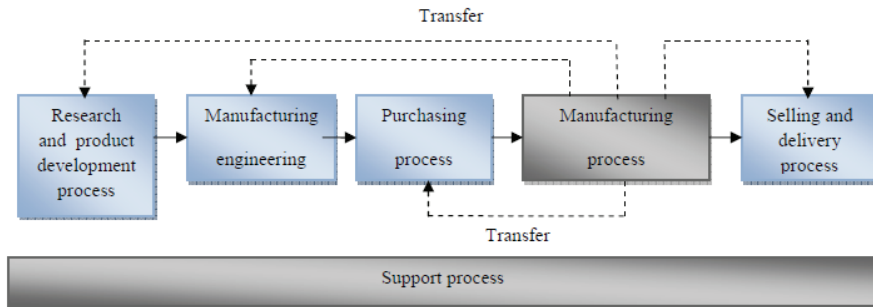 Transfer
Research
and product
development
process
Manufacturing
engineering
Purchasing
process
Manufacturing
process
Selling and
delivery
process
Transfer
Support process